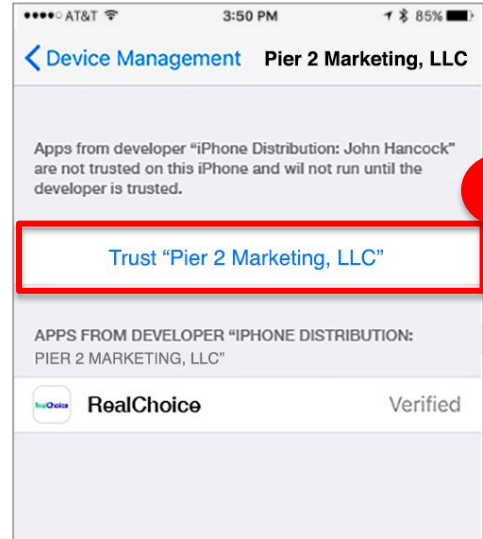 AT&T 3:50 PM 85%
Device Management Pier 2 Marketing, LLC
Apps from developer “iPhone Distribution: John Hancock”
are not trusted on this iPhone and wil not run until the
developer is trusted.
Trust “Pier 2 Marketing, LLC”
APPS FROM DEVELOPER “IPHONE DISTRIBUTION:
PIER 2 MARKETING, LLC”
RealChoice RealChoice Verified